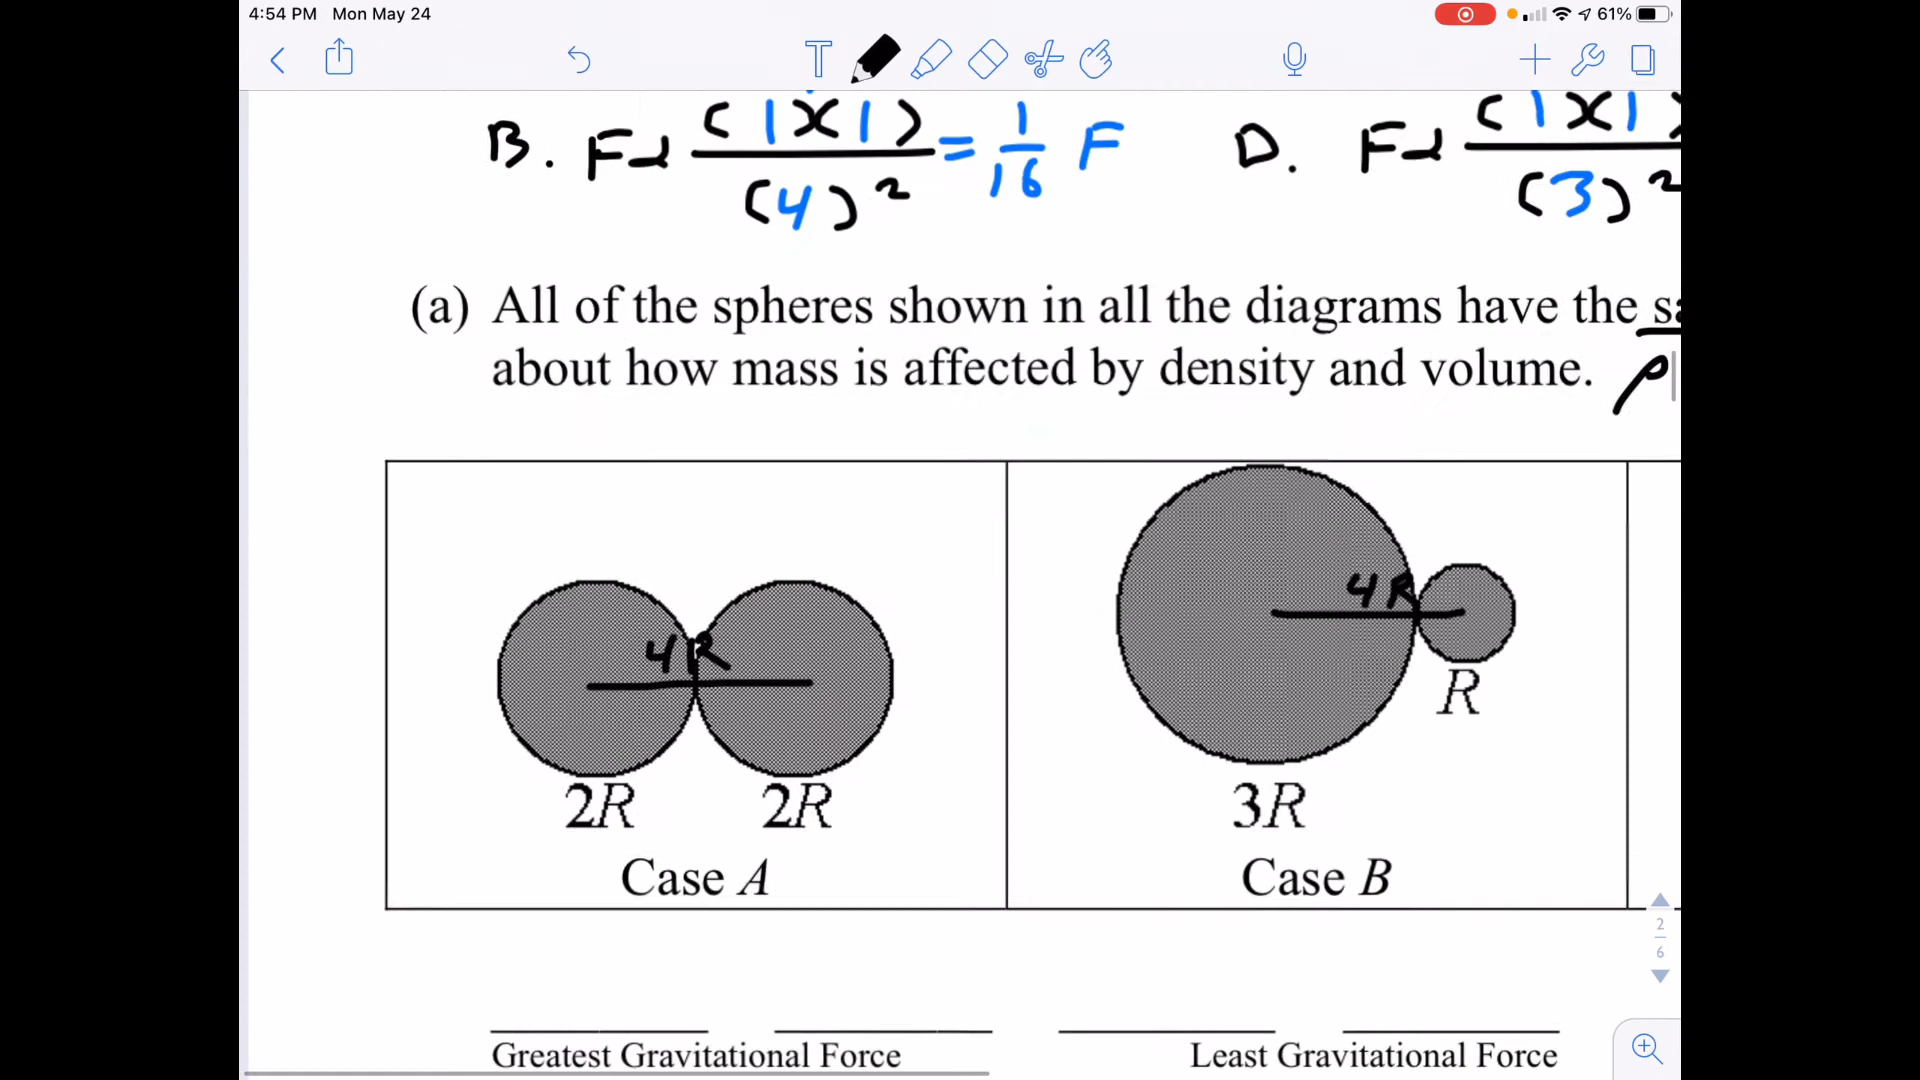 4:54 PM Mon May 24
61%
T
B. F α (1)(1) = 1 F
(4)² 16
D. F α (1)(1)
(3)²
(a) All of the spheres shown in all the diagrams have the
about how mass is affected by density and volume. ρ
4R
2R 2R
Case A
4R
R
3R
Case B
2
6
Greatest Gravitational Force
Least Gravitational Force